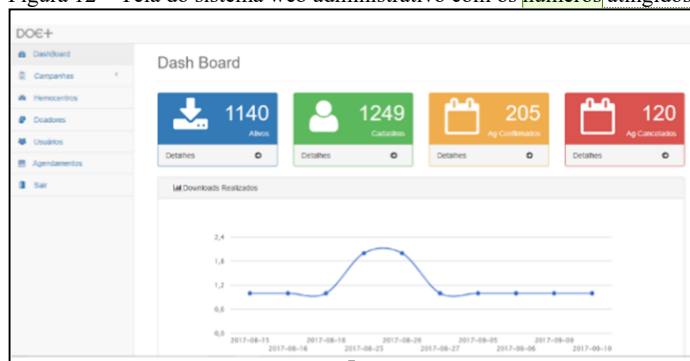 Figura 12 – Tela do sistema web administrativo com os números atingidos
DOE+
DashBoard
Campanhas
Hemocentros
Doadores
Usuários
Agendamentos
Sair
Dash Board
1140
Ativos
Detalhes
1249
Cadastros
Detalhes
205
Ag Confirmados
Detalhes
120
Ag Cancelados
Detalhes
Downloads Realizados
2,4
1,8
1,2
0,6
0,0
2017-08-15
2017-08-16
2017-08-18
2017-08-25
2017-08-26
2017-08-27
2017-09-05
2017-09-06
2017-09-09
2017-09-10